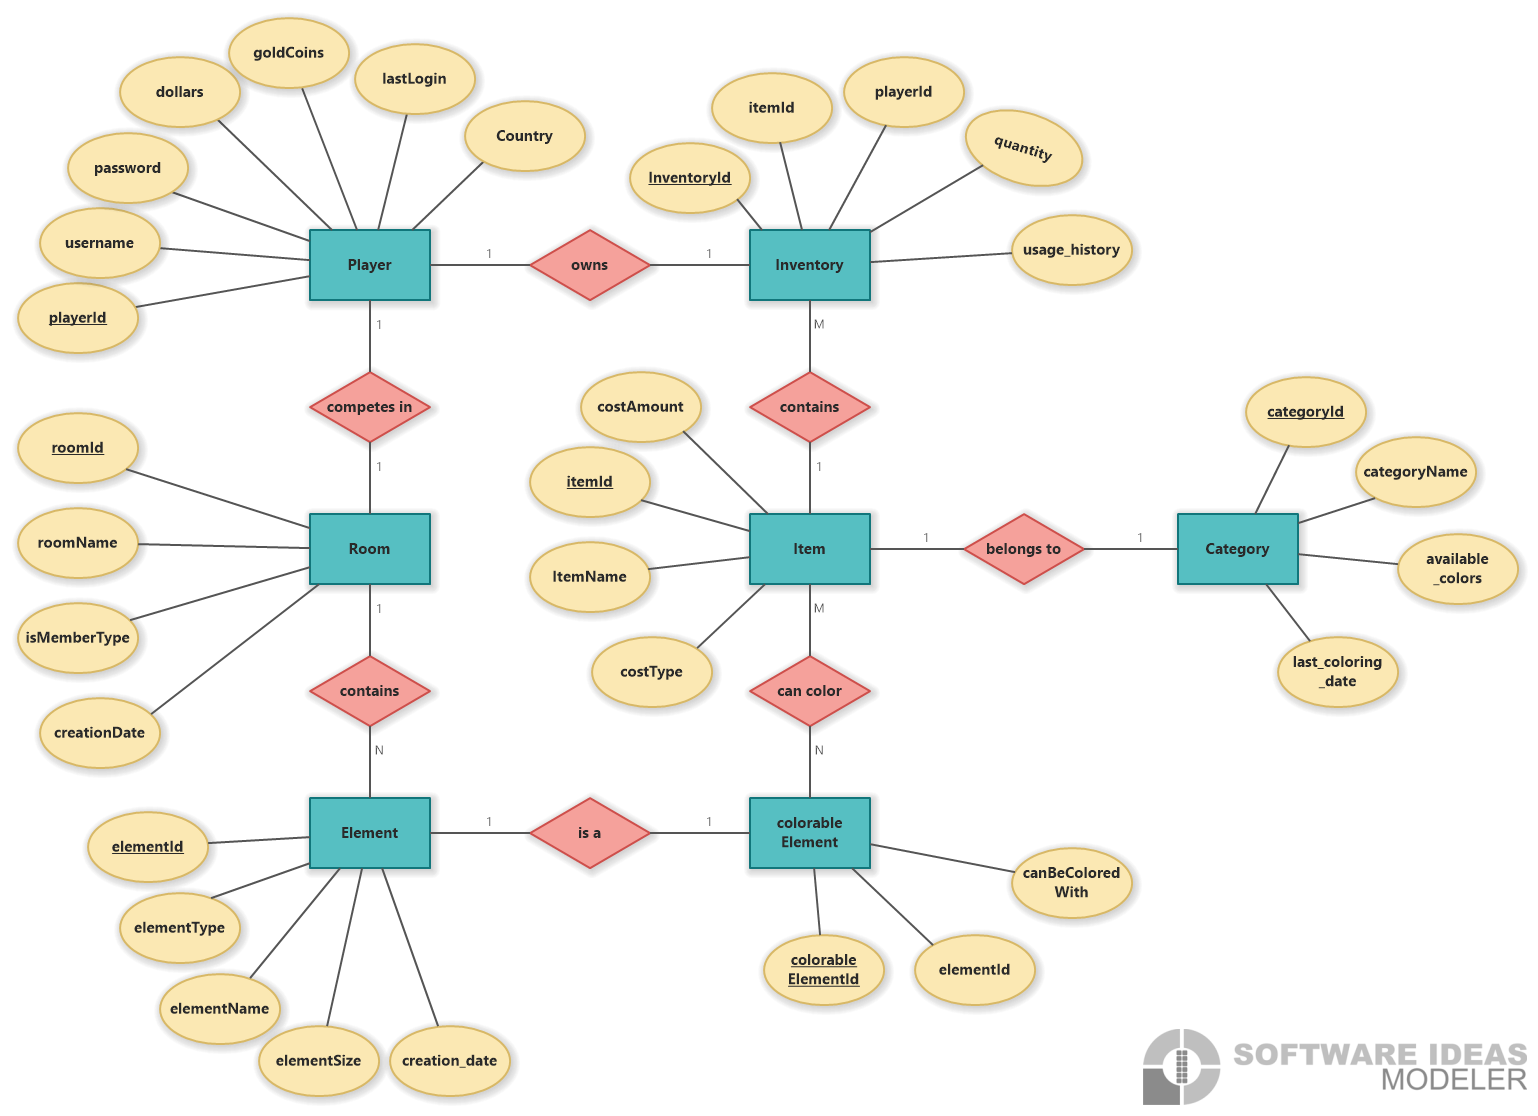 goldCoins
lastLogin
dollars
Country
password
username
playerId
Player
1
owns
1
Inventory
itemId
playerId
quantity
InventoryId
usage_history
1
competes in
1
M
contains
1
costAmount
itemId
ItemName
costType
Item
1
belongs to
1
Category
categoryId
categoryName
available
_colors
last_coloring
_date
roomId
roomName
isMemberType
creationDate
Room
1
contains
N
M
can color
N
Element
1
is a
1
colorable
Element
elementId
elementType
elementName
elementSize
creation_date
canBeColored
With
colorable
ElementId
elementId
SOFTWARE IDEAS
MODELER